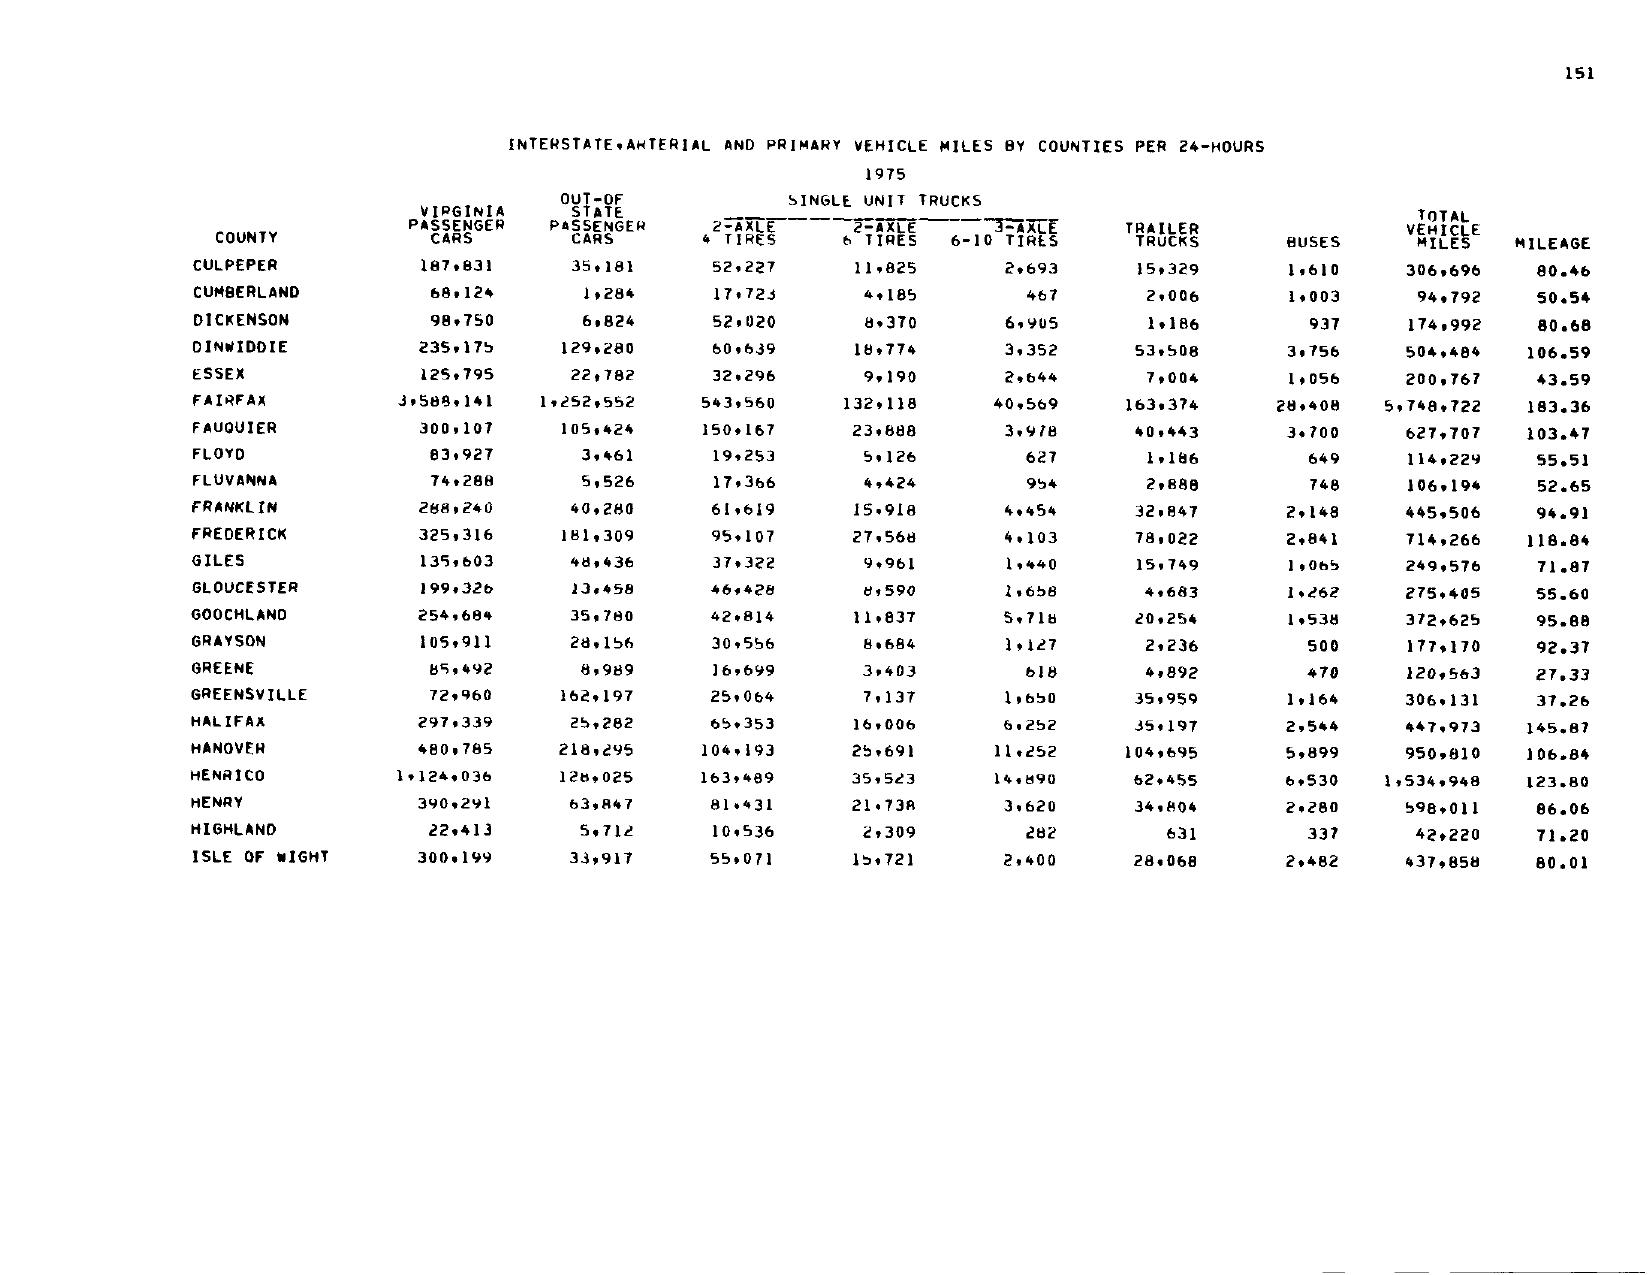 151
INTERSTATE,ARTERIAL AND PRIMARY VEHICLE MILES BY COUNTIES PER 24-HOURS
1975
OUT-OF SINGLE UNIT TRUCKS
VIRGINIA STATE TOTAL
PASSENGER PASSENGER 2-AXLE 2-AXLE 3-AXLE TRAILER VEHICLE
COUNTY CARS CARS 4 TIRES 6 TIRES 6-10 TIRES TRUCKS BUSES MILES MILEAGE
CULPEPER 187,831 35,181 52,227 11,825 2,693 15,329 1,610 306,696 80.46
CUMBERLAND 68,124 1,284 17,723 4,185 467 2,006 1,003 94,792 50.54
DICKENSON 98,750 6,824 52,020 8,370 6,905 1,186 937 174,992 80.68
DINWIDDIE 235,175 129,280 60,639 18,774 3,352 53,508 3,756 504,484 106.59
ESSEX 125,795 22,782 32,296 9,190 2,644 7,004 1,056 200,767 43.59
FAIRFAX 3,588,141 1,252,552 543,560 132,118 40,569 163,374 28,408 5,748,722 183.36
FAUQUIER 300,107 105,424 150,167 23,888 3,978 40,443 3,700 627,707 103.47
FLOYD 83,927 3,461 19,253 5,126 627 1,186 649 114,229 55.51
FLUVANNA 74,288 5,526 17,366 4,424 954 2,888 748 106,194 52.65
FRANKLIN 288,240 40,280 61,619 15,918 4,454 32,847 2,148 445,506 94.91
FREDERICK 325,316 181,309 95,107 27,568 4,103 78,022 2,841 714,266 118.84
GILES 135,603 48,436 37,322 9,961 1,440 15,749 1,065 249,576 71.87
GLOUCESTER 199,326 13,458 46,428 8,590 1,658 4,683 1,262 275,405 55.60
GOOCHLAND 254,684 35,780 42,814 11,837 5,718 20,254 1,538 372,625 95.88
GRAYSON 105,911 28,156 30,556 8,684 1,127 2,236 500 177,170 92.37
GREENE 85,492 8,989 16,699 3,403 618 4,892 470 120,563 27.33
GREENSVILLE 72,960 162,197 25,064 7,137 1,650 35,959 1,164 306,131 37.26
HALIFAX 297,339 25,282 65,353 16,006 6,252 35,197 2,544 447,973 145.87
HANOVER 480,785 218,295 104,193 25,691 11,252 104,695 5,899 950,810 106.84
HENRICO 1,124,036 128,025 163,489 35,523 14,890 62,455 6,530 1,534,948 123.80
HENRY 390,291 63,847 81,431 21,738 3,620 34,804 2,280 598,011 86.06
HIGHLAND 22,413 5,712 10,536 2,309 282 631 337 42,220 71.20
ISLE OF WIGHT 300,199 33,917 55,071 15,721 2,400 28,068 2,482 437,858 80.01